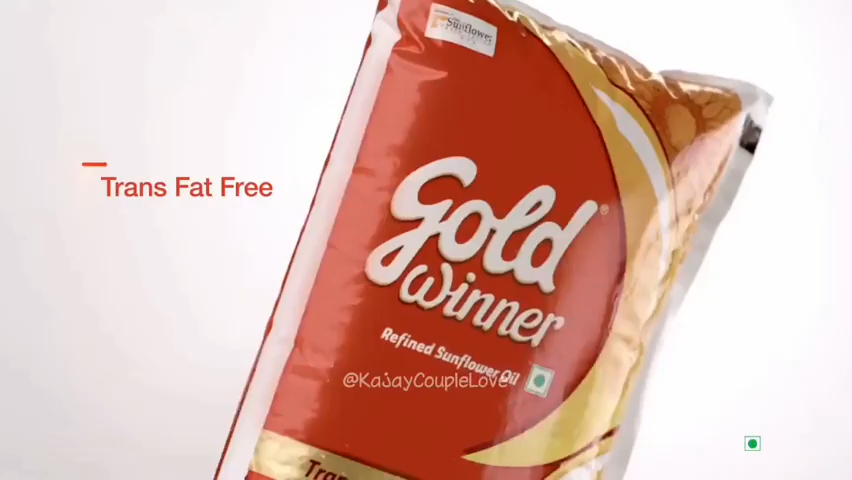 Sunflower
Trans Fat Free
Gold
Winner
®
Refined Sunflower Oil
@KaJayCoupleLove